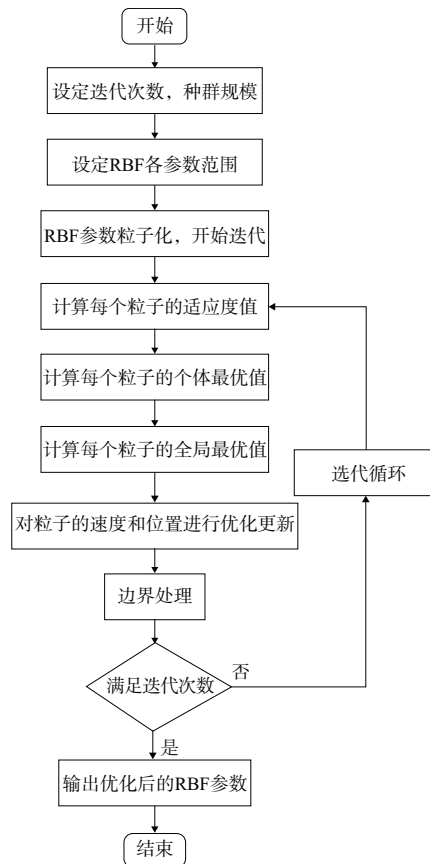 开始
设定迭代次数，种群规模
设定RBF各参数范围
RBF参数粒子化，开始迭代
计算每个粒子的适应度值
计算每个粒子的个体最优值
计算每个粒子的全局最优值
选代循环
对粒子的速度和位置进行优化更新
边界处理
满足迭代次数
否
是
输出优化后的RBF参数
结束